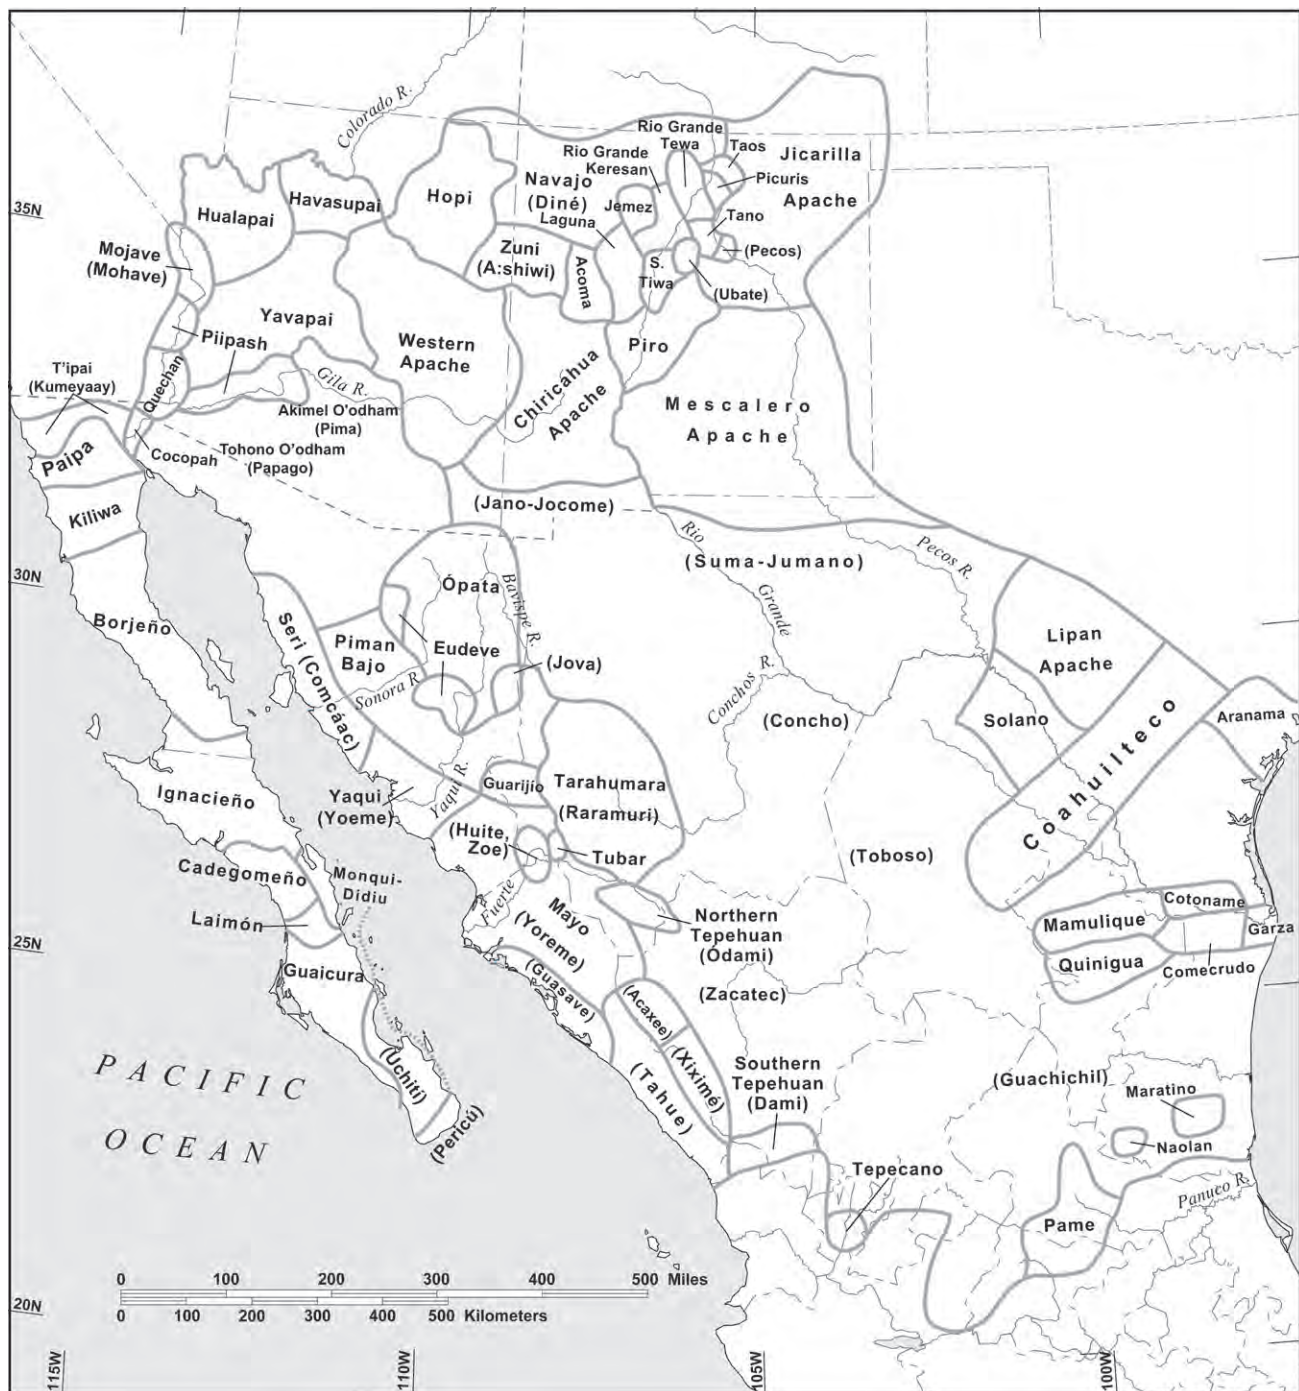 Colorado R.
Rio Grande
Tewa
Taos
Jicarilla
Apache
Rio Grande
Keresan
Picuris
Navajo
(Diné)
Jemez
Tano
Hopi
Havasupai
Hualapai
35N
Laguna
(Pecos)
Mojave
(Mohave)
Zuni
(A:shiwi)
Acoma
S.
Tiwa
(Ubate)
Yavapai
Piipash
Western
Apache
Piro
Chiricahua
Apache
T'ipai
(Kumeyaay)
Quechan
Gila R.
Mescalero
Apache
Akimel O'odham
(Pima)
Paipa
Cocopah
Tohono O'odham
(Papago)
Kiliwa
(Jano-Jocome)
Rio
Grande
(Suma-Jumano)
Pecos R.
30N
Ópata
Bavispe R.
Borjeño
Seri (Comcáac)
Piman
Bajo
Eudeve
(Jova)
Lipan
Apache
Sonora R.
Conchos R.
(Concho)
Solano
Coahuilteco
Aranama
Ignacieño
Yaqui
(Yoeme)
Yaqui R.
Guarijío
Tarahumara
(Raramuri)
(Huite,
Zoe)
Tubar
(Toboso)
Cadegomeño
Monqui-
Didiu
Laimón
Fuerte
Mayo
(Yoreme)
Northern
Tepehuan
(Ódami)
Mamulique
Cotoname
Garza
25N
Guaicura
(Guasave)
Quinigua
Comecrudo
(Acaxee)
(Zacatec)
PACIFIC
OCEAN
(Uchití)
(Pericú)
(Tahue)
(Xiximé)
Southern
Tepehuan
(Dami)
(Guachichil)
Maratino
Naolan
Tepecano
Pame
Panuco R.
0 100 200 300 400 500 Miles
0 100 200 300 400 500 Kilometers
20N
115W
110W
105W
100W